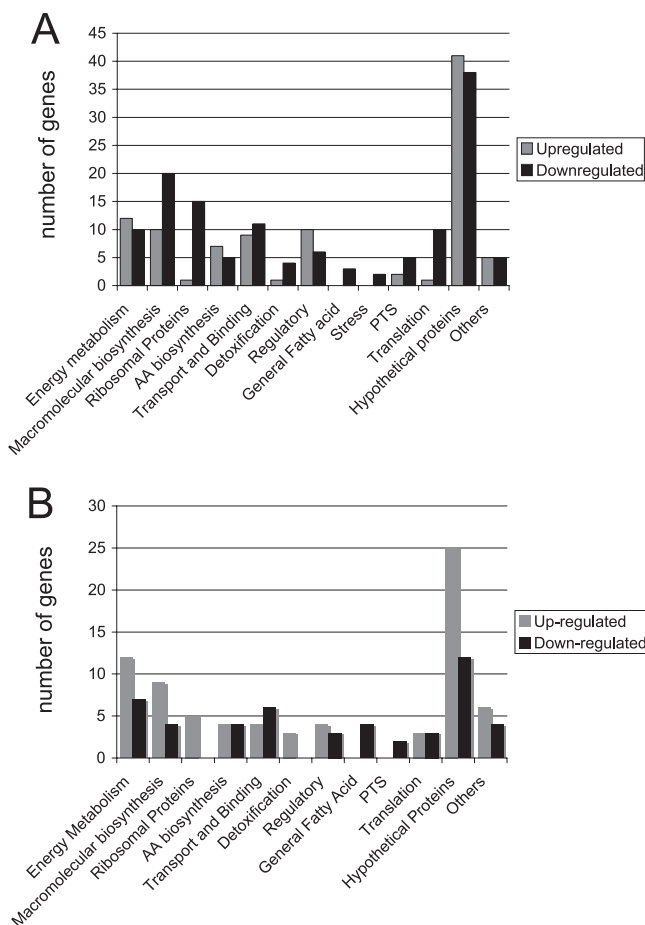 A
number of genes
45
40
35
30
25
20
15
10
5
0
Upregulated
Downregulated
Energy metabolism
Macromolecular biosynthesis
Ribosomal Proteins
AA biosynthesis
Transport and Binding
Detoxification
Regulatory
General Fatty acid
Stress
PTS
Translation
Hypothetical proteins
Others
B
number of genes
30
25
20
15
10
5
0
Up-regulated
Down-regulated
Energy Metabolism
Macromolecular biosynthesis
Ribosomal Proteins
AA biosynthesis
Transport and Binding
Detoxification
Regulatory
General Fatty Acid
PTS
Translation
Hypothetical Proteins
Others